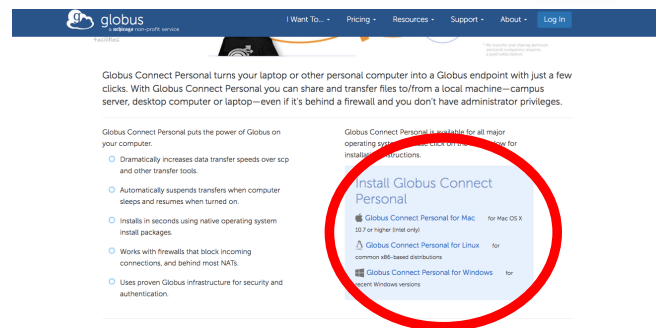 globus
I Want To...
Pricing
Resources
Support
About
Log In
non-profit service
Globus Connect Personal turns your laptop or other personal computer into a Globus endpoint with just a few
clicks. With Globus Connect Personal you can share and transfer files to/from a local machine—campus
server, desktop computer or laptop—even if it's behind a firewall and you don't have administrator privileges.
Globus Connect Personal puts the power of Globus on
your computer.
Dramatically increases data transfer speeds over scp
and other transfer tools.
Automatically suspends transfers when computer
sleeps and resumes when turned on.
Installs in seconds using native operating system
install packages.
Works with firewalls that block incoming
connections, and behind most NATs.
Uses proven Globus infrastructure for security and
authentication.
Globus Connect Personal is available for all major
operating click on the for
Install Globus Connect
Personal
Globus Connect Personal for Mac for Mac OS X
10.7 or higher (Intel only)
Globus Connect Personal for Linux for
common x86-based distributions
Globus Connect Personal for Windows for
recent Windows versions